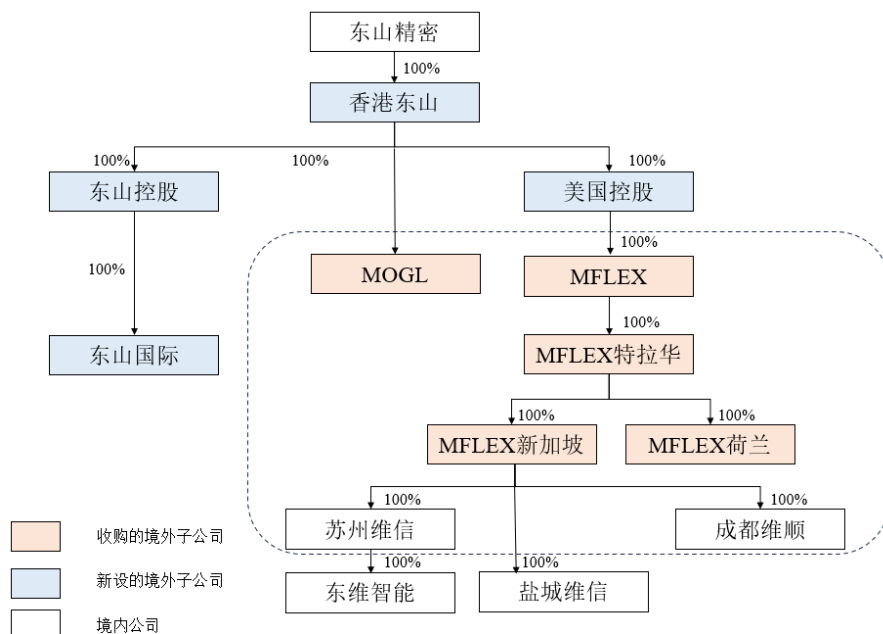 东山精密
100%
香港东山
100%
100%
100%
东山控股
美国控股
100%
100%
MOGL
MFLEX
100%
东山国际
MFLEX特拉华
100%
100%
MFLEX新加坡
MFLEX荷兰
100%
100%
苏州维信
成都维顺
收购的境外子公司
100%
100%
东维智能
盐城维信
新设的境外子公司
境内公司